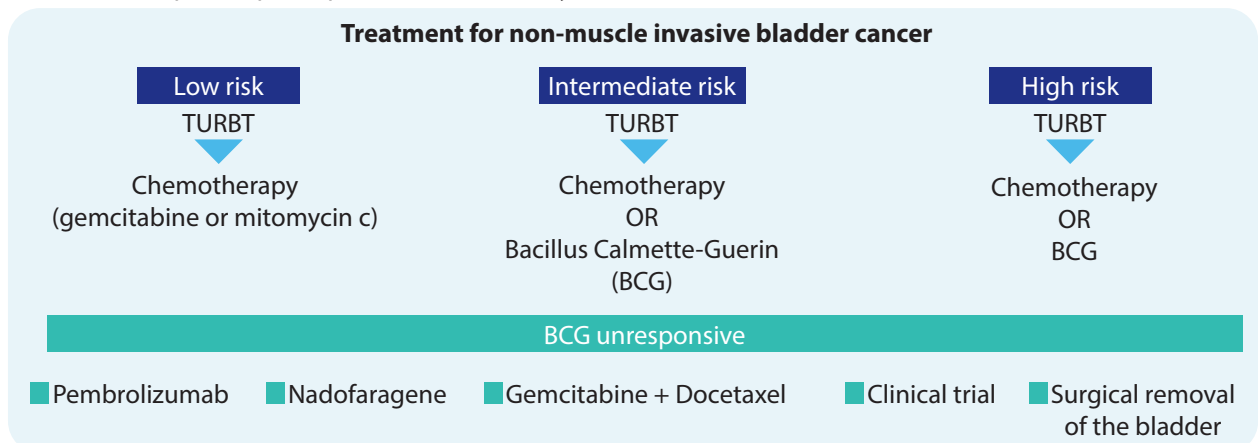 Treatment for non-muscle invasive bladder cancer
Low risk
TURBT
Chemotherapy
(gemcitabine or mitomycin c)
Intermediate risk
TURBT
Chemotherapy
OR
Bacillus Calmette-Guerin
(BCG)
High risk
TURBT
Chemotherapy
OR
BCG
BCG unresponsive
Pembrolizumab
Nadofaragene
Gemcitabine + Docetaxel
Clinical trial
Surgical removal
of the bladder